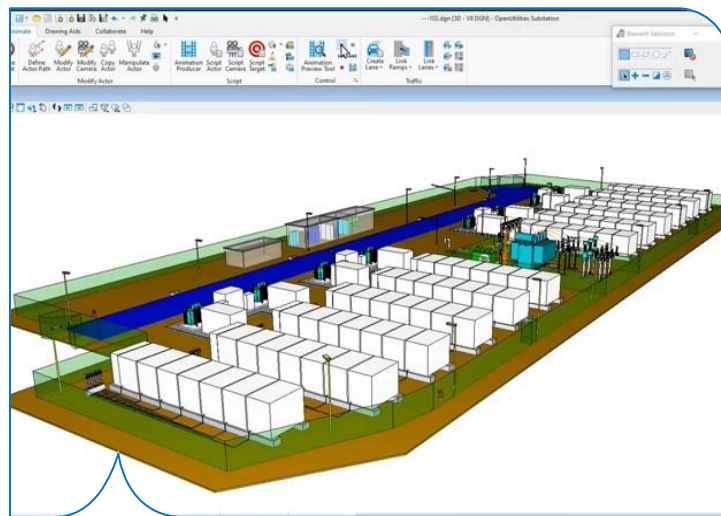 ---102.dgn [3D - V8 DGN] - OpenUtilities Substation
Element Selection
Animate Drawing Aids Collaborate Help
Define Actor Path Modify Actor Modify Camera Copy Actor Manipulate Actor
Animation Producer Script Actor Script Camera Script Target
Animation Preview Tool
Create Lane Link Ramps Link Lanes
Modify Actor Script Control Traffic